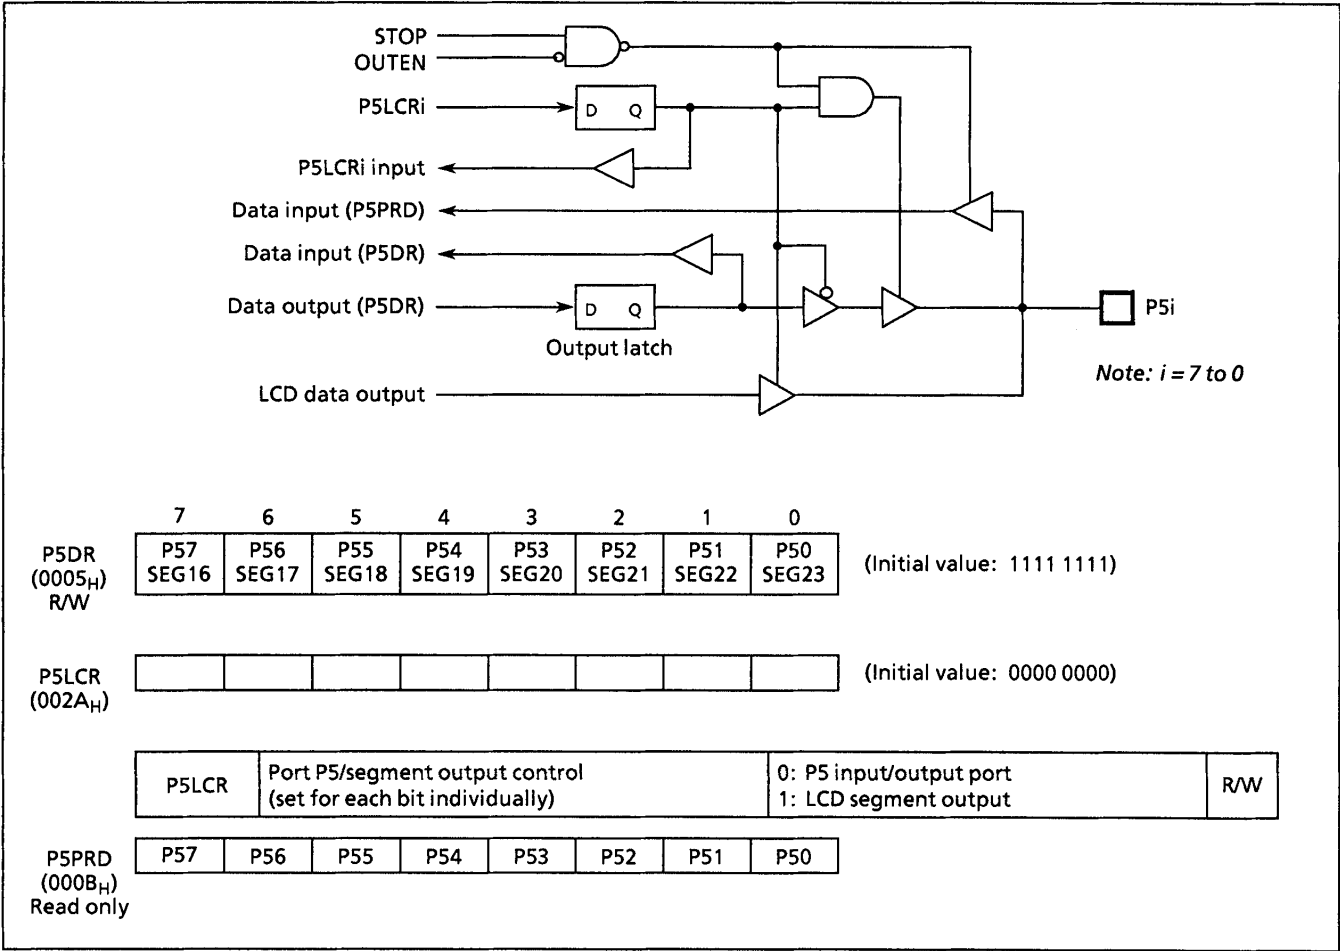 STOP
OUTEN
P5LCRi
D Q
P5LCRi input
Data input (P5PRD)
Data input (P5DR)
Data output (P5DR)
D Q
P5i
Output latch
Note: i = 7 to 0
LCD data output
7 6 5 4 3 2 1 0
P5DR
(0005H)
R/W
P57 P56 P55 P54 P53 P52 P51 P50
SEG16 SEG17 SEG18 SEG19 SEG20 SEG21 SEG22 SEG23
(Initial value: 1111 1111)
P5LCR
(002AH)
(Initial value: 0000 0000)
P5LCR
Port P5/segment output control
(set for each bit individually)
0: P5 input/output port
1: LCD segment output
R/W
P5PRD
(000BH)
Read only
P57 P56 P55 P54 P53 P52 P51 P50